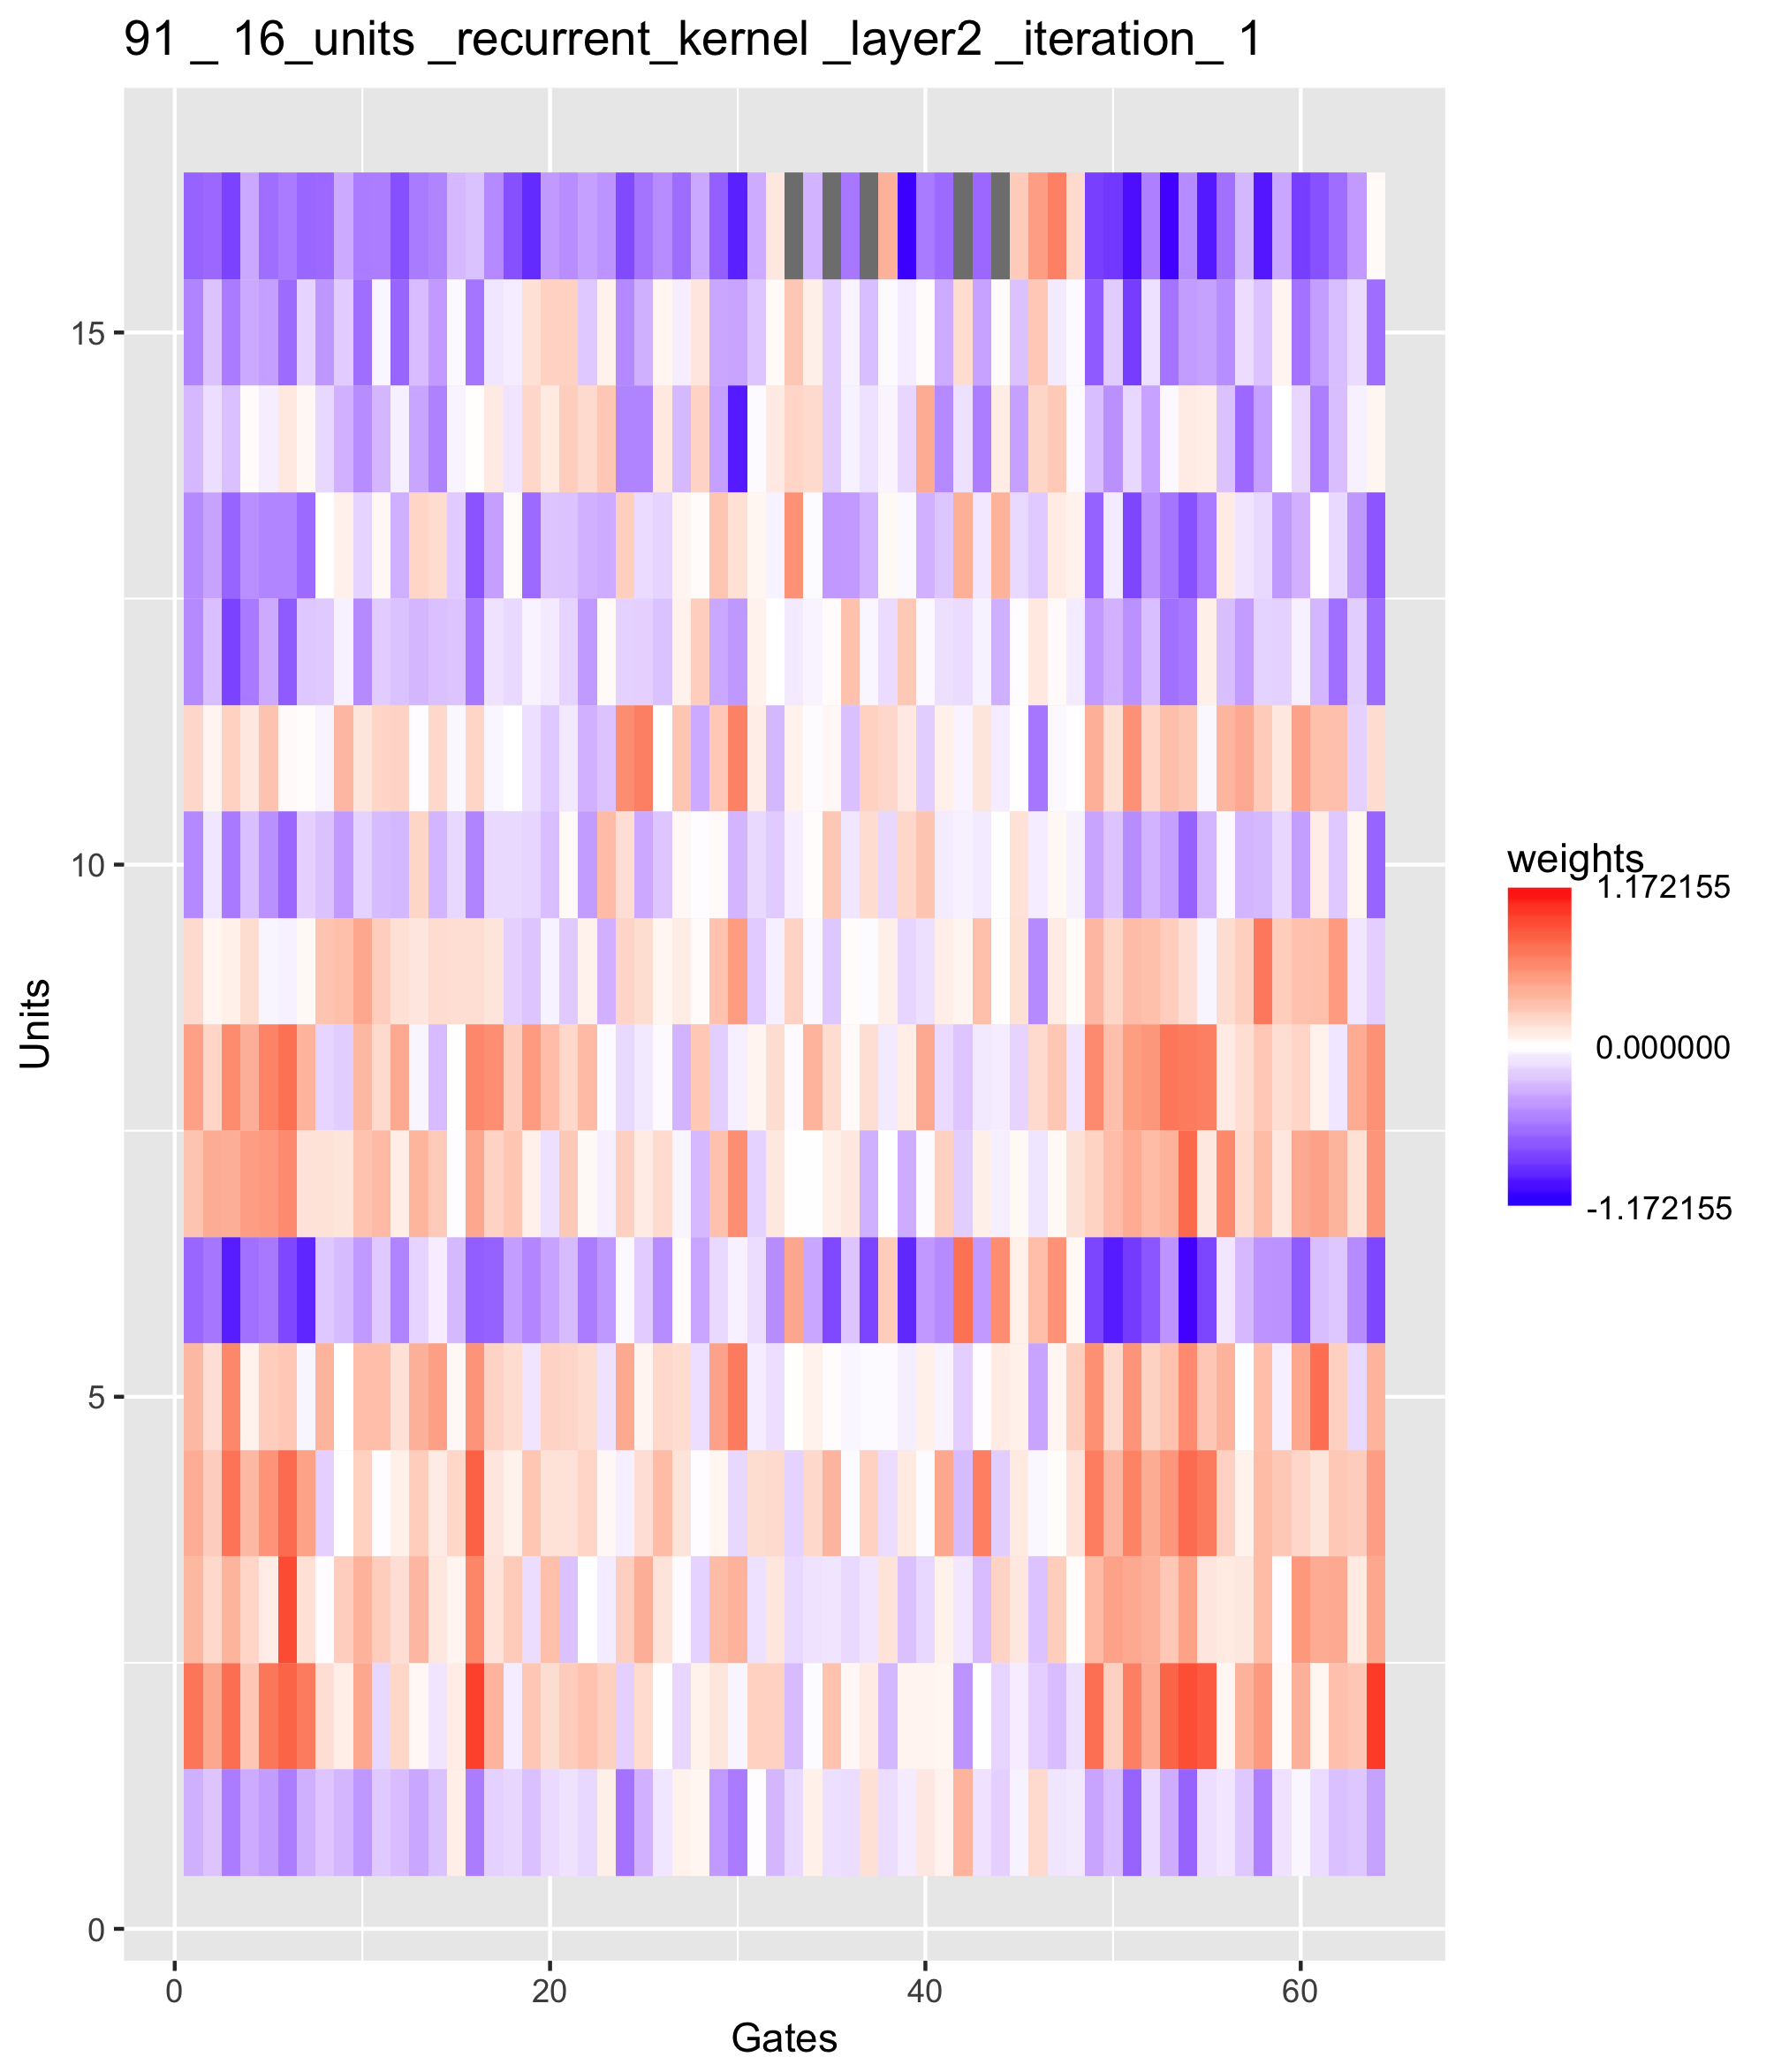 91 _ 16_units _recurrent_kernel _layer2 _iteration_ 1
15
10
5
0
Units
0
20
40
60
Gates
weights
1.172155
0.000000
-1.172155